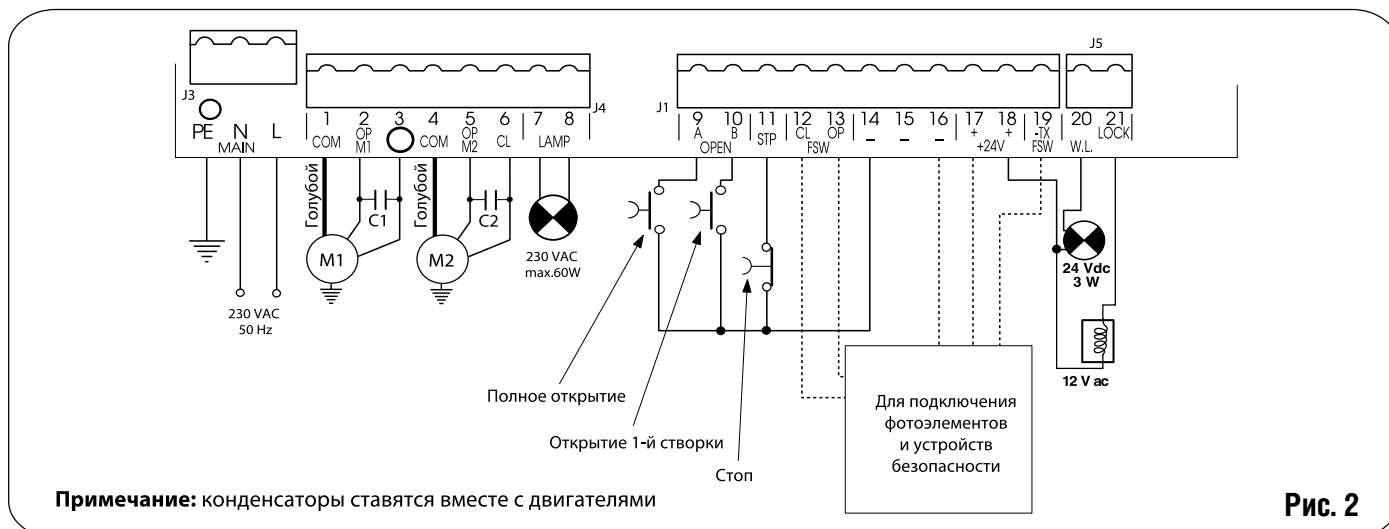 J5
J3
J4
J1
PE N L
MAIN
1 2 3 4 5 6 7 8
COM OP M1 COM OP M2 CL LAMP
9 10 11 12 13 14 15 16 17 18 19 20 21
A B STP CL OP – – – + + -TX W.L. LOCK
OPEN FSW +24V FSW
Голубой
Голубой
C1
C2
M1
M2
230 VAC
max.60W
230 VAC
50 Hz
24 Vdc
3 W
12 V ac
Полное открытие
Открытие 1-й створки
Стоп
Для подключения
фотоэлементов
и устройств
безопасности
Примечание: конденсаторы ставятся вместе с двигателями
Рис. 2